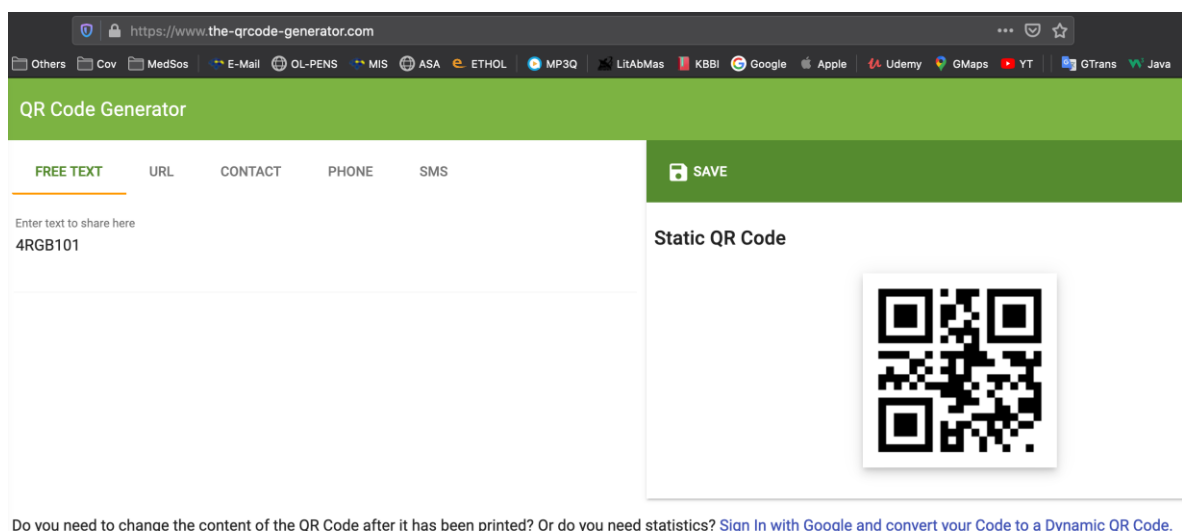 https://www.the-qrcode-generator.com
Others Cov MedSos E-Mail OL-PENS MIS ASA ETHOL MP3Q LitAbMas KBBI Google Apple Udemy GMaps YT GTrans Java
QR Code Generator
FREE TEXT URL CONTACT PHONE SMS
SAVE
Enter text to share here
4RGB101
Static QR Code
Do you need to change the content of the QR Code after it has been printed? Or do you need statistics? Sign In with Google and convert your Code to a Dynamic QR Code.